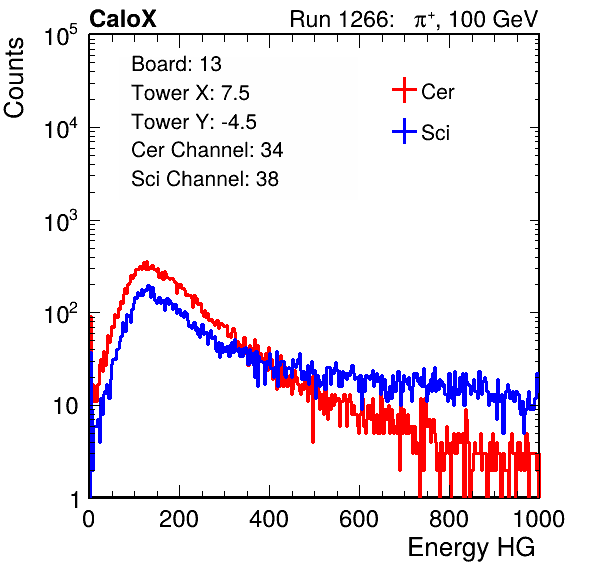 CaloX Run 1266: π⁺, 100 GeV
Counts
Board: 13
Tower X: 7.5
Tower Y: -4.5
Cer Channel: 34
Sci Channel: 38
Cer
Sci
10⁵
10⁴
10³
10²
10
1
0 200 400 600 800 1000
Energy HG